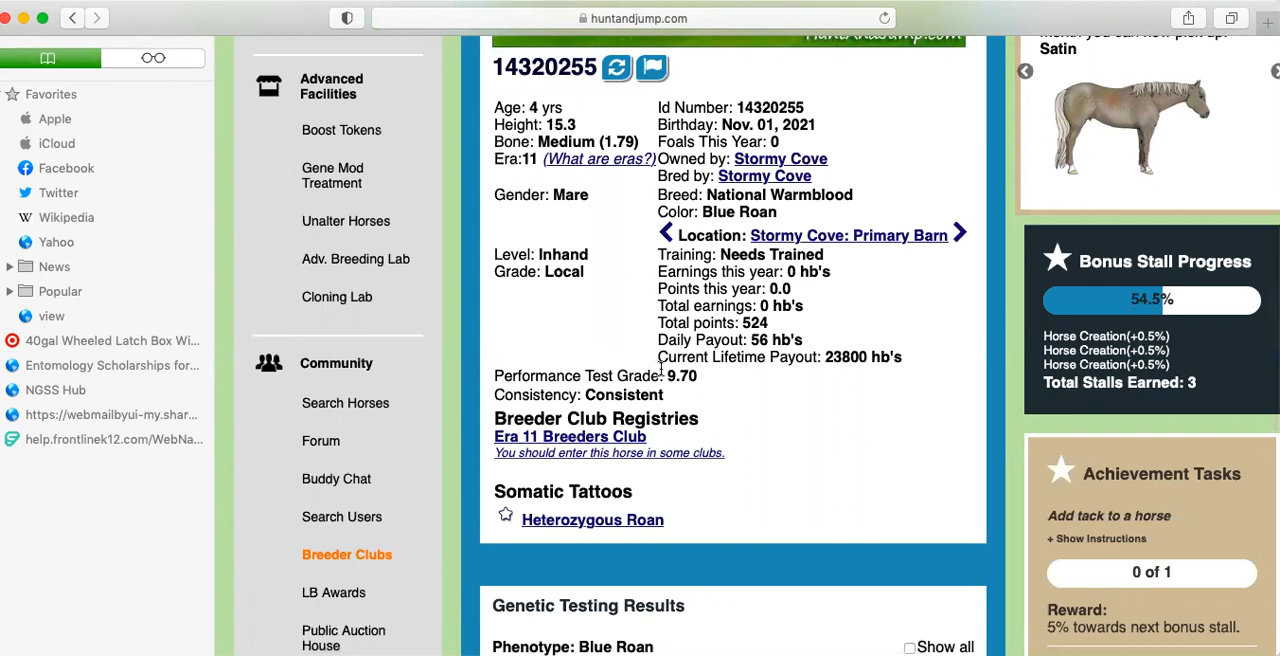 huntandjump.com
Favorites
Apple
iCloud
Facebook
Twitter
Wikipedia
Yahoo
News
Popular
view
40gal Wheeled Latch Box Wi...
Entomology Scholarships for...
NGSS Hub
https://webmailbyui-my.shar...
help.frontlinek12.com/WebNa...
Advanced
Facilities
Boost Tokens
Gene Mod
Treatment
Unalter Horses
Adv. Breeding Lab
Cloning Lab
Community
Search Horses
Forum
Buddy Chat
Search Users
Breeder Clubs
LB Awards
Public Auction
House
HuntAndJump.com
14320255
Age: 4 yrs
Height: 15.3
Bone: Medium (1.79)
Era:11 (What are eras?)
Gender: Mare
Level: Inhand
Grade: Local
Id Number: 14320255
Birthday: Nov. 01, 2021
Foals This Year: 0
Owned by: Stormy Cove
Bred by: Stormy Cove
Breed: National Warmblood
Color: Blue Roan
Location: Stormy Cove: Primary Barn
Training: Needs Trained
Earnings this year: 0 hb's
Points this year: 0.0
Total earnings: 0 hb's
Total points: 524
Daily Payout: 56 hb's
Current Lifetime Payout: 23800 hb's
Performance Test Grade: 9.70
Consistency: Consistent
Breeder Club Registries
Era 11 Breeders Club
You should enter this horse in some clubs.
Somatic Tattoos
Heterozygous Roan
Genetic Testing Results
Phenotype: Blue Roan
Show all
month you can now pick up:
Satin
Bonus Stall Progress
54.5%
Horse Creation(+0.5%)
Horse Creation(+0.5%)
Horse Creation(+0.5%)
Total Stalls Earned: 3
Achievement Tasks
Add tack to a horse
+ Show Instructions
0 of 1
Reward:
5% towards next bonus stall.